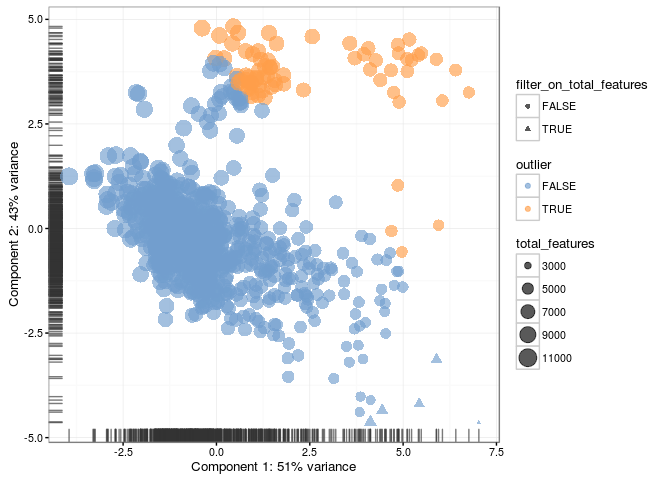 5.0
2.5
0.0
-2.5
-5.0
Component 2: 43% variance
-2.5 0.0 2.5 5.0 7.5
Component 1: 51% variance
filter_on_total_features
FALSE
TRUE
outlier
FALSE
TRUE
total_features
3000
5000
7000
9000
11000